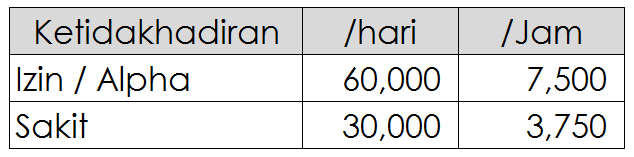 Ketidakhadiran /hari /Jam
Izin / Alpha 60,000 7,500
Sakit 30,000 3,750